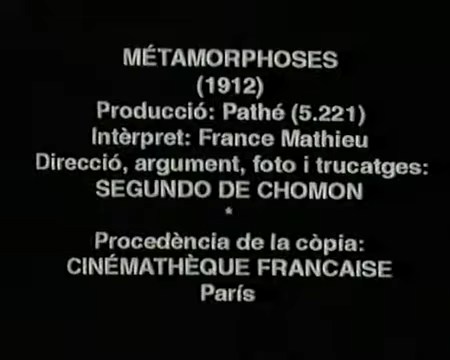 MÉTAMORPHOSES
(1912)
Producció: Pathé (5.221)
Intèrpret: France Mathieu
Direcció, argument, foto i trucatges:
SEGUNDO DE CHOMON
*
Procedència de la còpia:
CINÉMATHÈQUE FRANCAISE
París